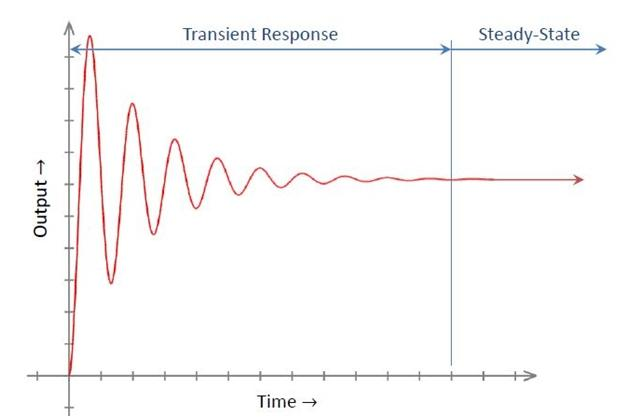 Transient Response
Steady-State
Output →
Time →